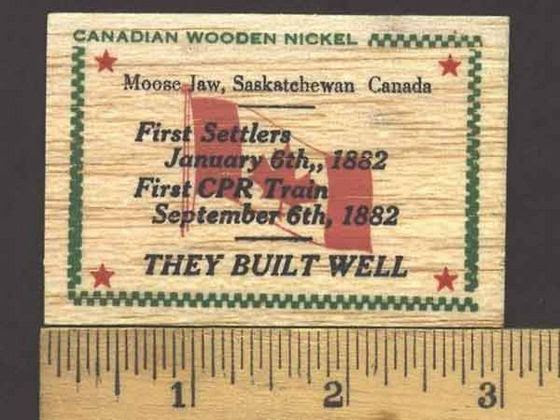 CANADIAN WOODEN NICKEL
Moose Jaw, Saskatchewan Canada
First Settlers
January 6th,, 1882
First CPR Train
September 6th, 1882
THEY BUILT WELL
1 2 3